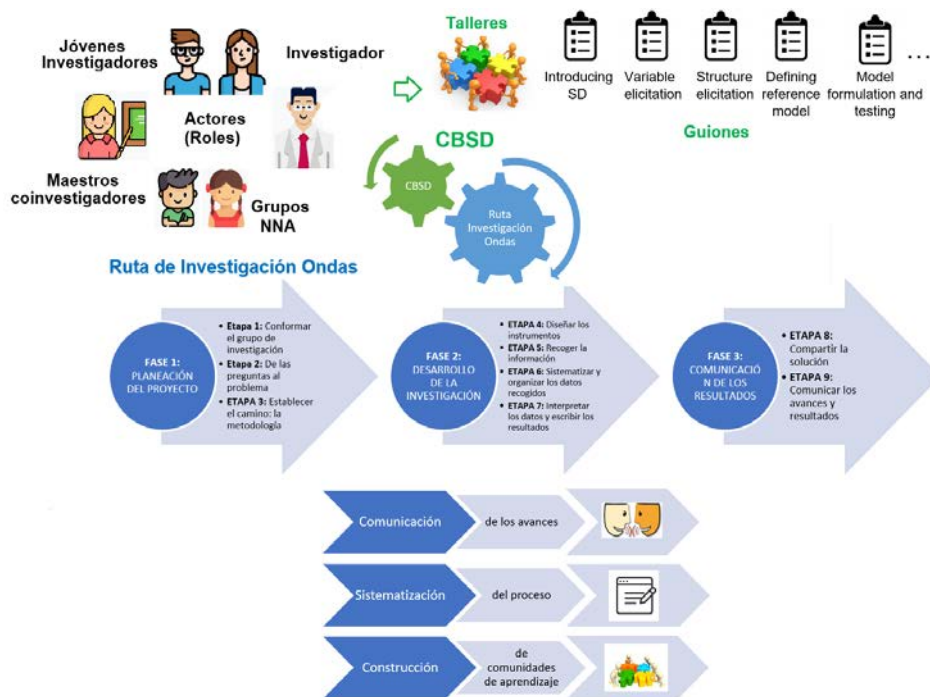 Jóvenes
Investigadores
Investigador
Actores
(Roles)
Maestros
coinvestigadores
Grupos
NNA
Talleres
Introducing
SD
Variable
elicitation
Structure
elicitation
Defining
reference
model
Model
formulation and
testing
...
Guiones
CBSD
CBSD
Ruta
Investigación
Ondas
Ruta de Investigación Ondas
FASE 1:
PLANEACIÓN
DEL PROYECTO
• Etapa 1: Conformar
el grupo de
investigación
• Etapa 2: De las
preguntas al
problema
• ETAPA 3: Establecer
el camino: la
metodología
FASE 2:
DESARROLLO
DE LA
INVESTIGACIÓN
• ETAPA 4: Diseñar los
instrumentos
• ETAPA 5: Recoger la
información
• ETAPA 6: Sistematizar y
organizar los datos
recogidos
• ETAPA 7: Interpretar
los datos y escribir los
resultados
FASE 3:
COMUNICACIÓ
N DE LOS
RESULTADOS
• ETAPA 8:
Compartir la
solución
• ETAPA 9:
Comunicar los
avances y
resultados
Comunicación
de los avances
Sistematización
del proceso
Construcción
de
comunidades
de aprendizaje